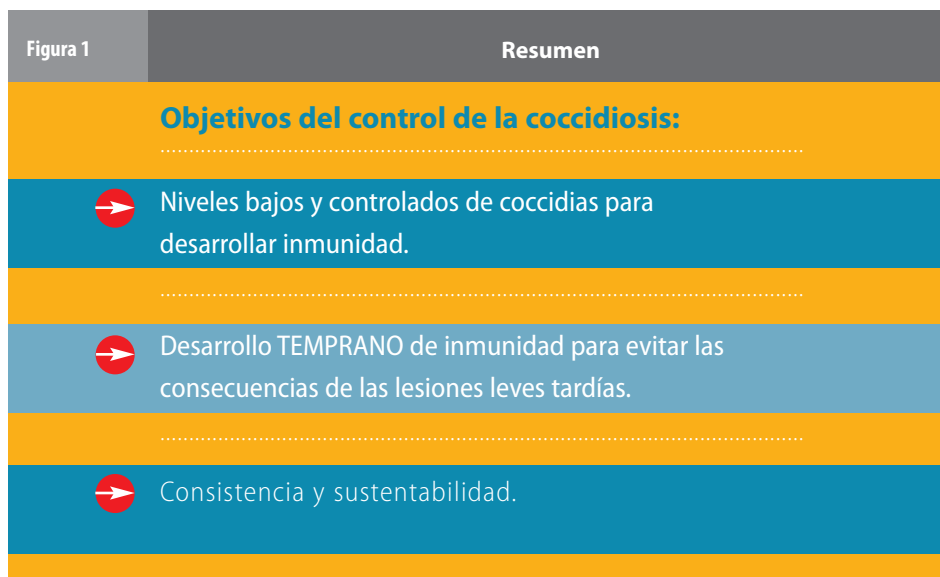 Figura 1
Resumen
Objetivos del control de la coccidiosis:
Niveles bajos y controlados de coccidias para
desarrollar inmunidad.
Desarrollo TEMPRANO de inmunidad para evitar las
consecuencias de las lesiones leves tardías.
Consistencia y sustentabilidad.